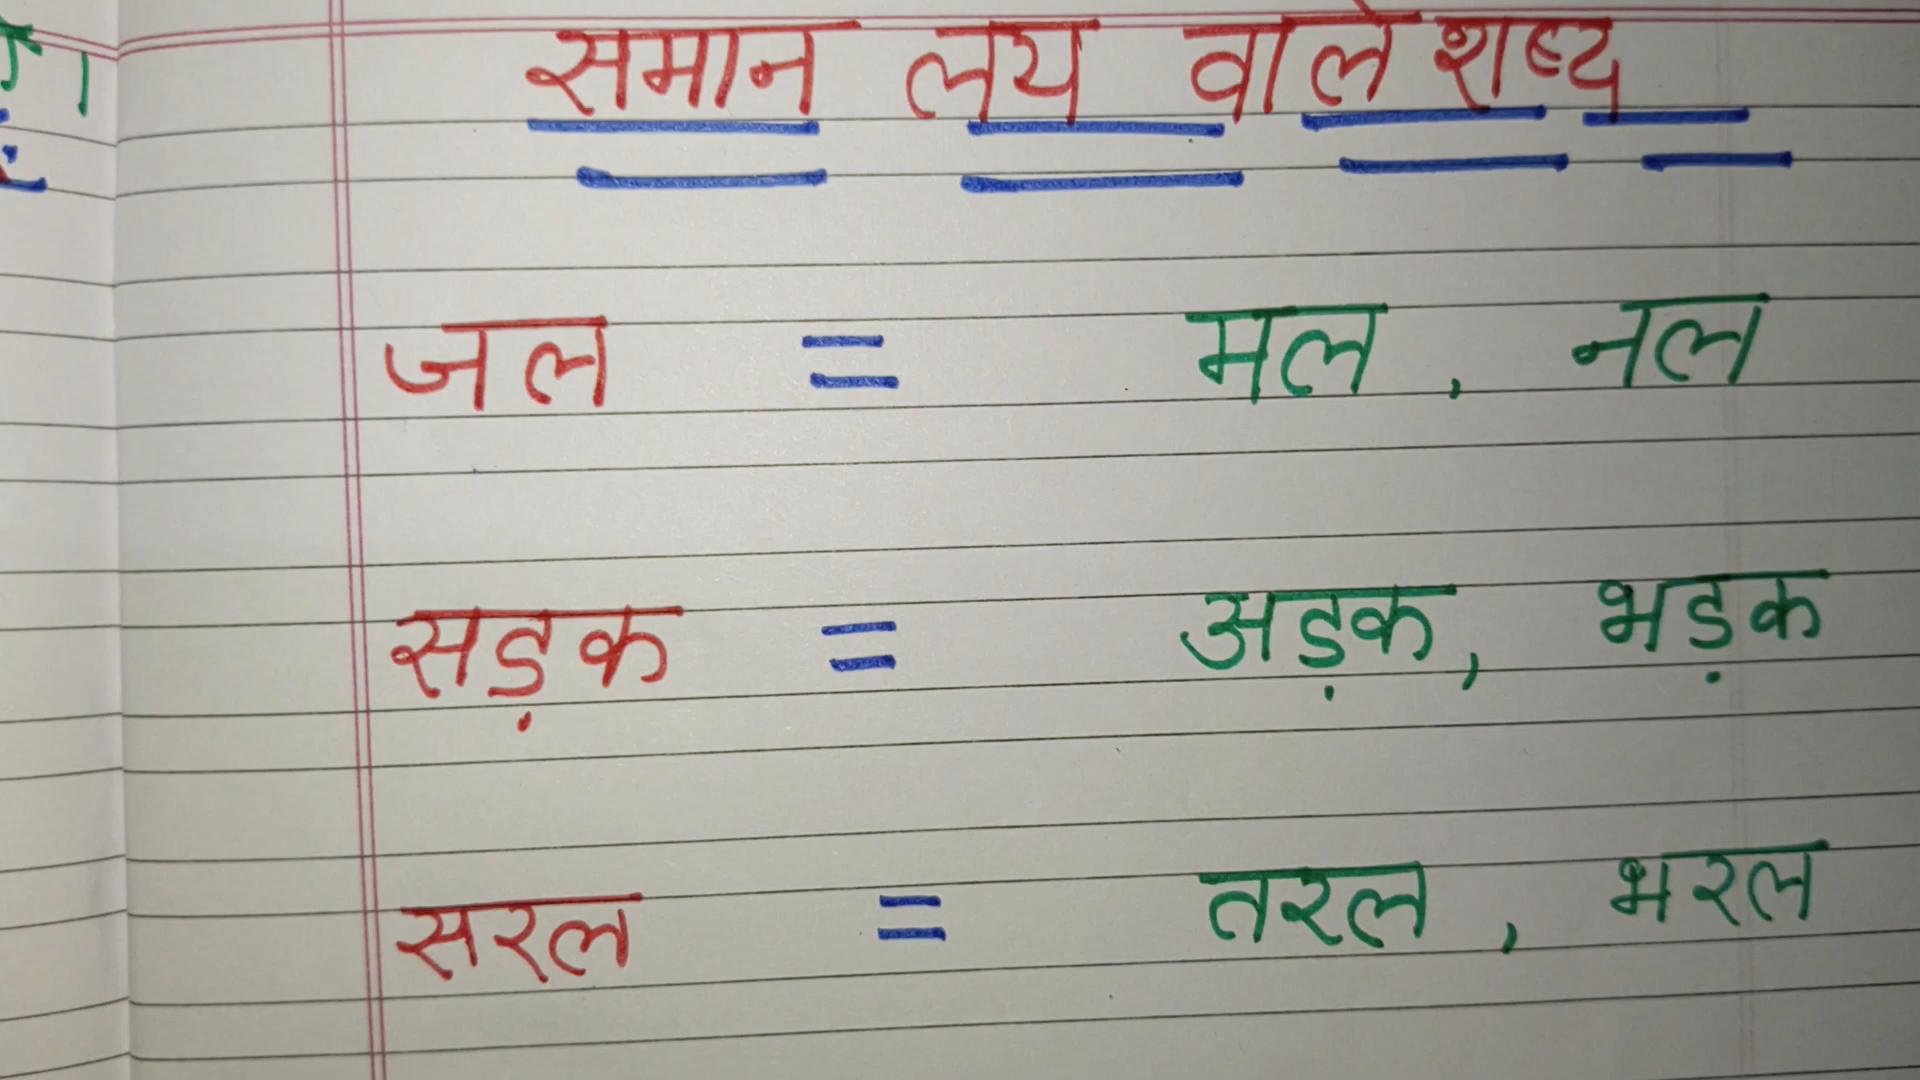 समान लय वाले शब्द
जल = मल , नल
सड़क = अड़क, भड़क
सरल = तरल , भरल